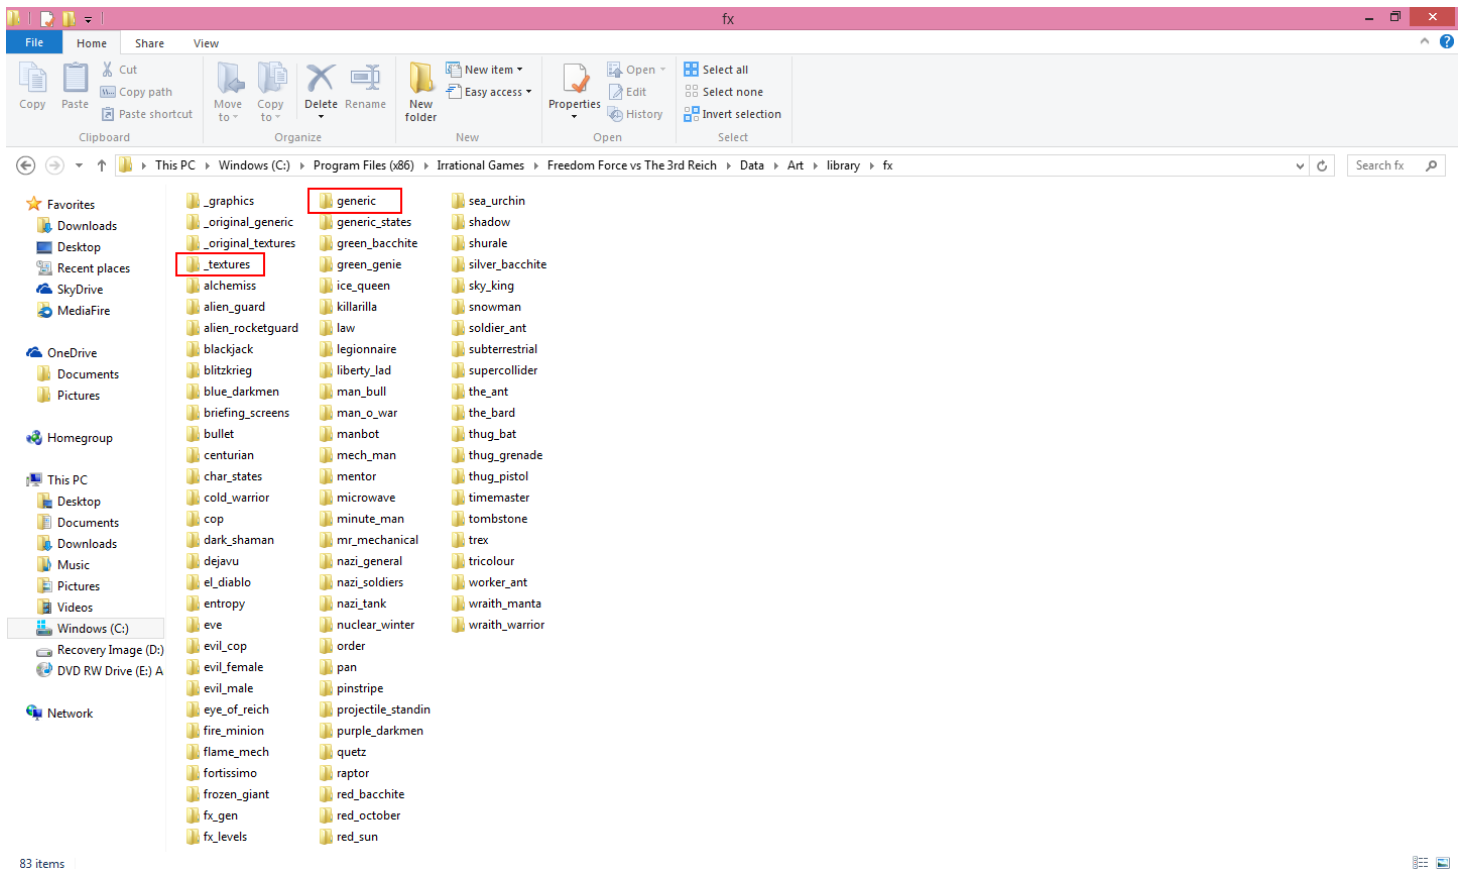 fx
File Home Share View
Copy
Paste
Cut
Copy path
Paste shortcut
Clipboard
Move to
Copy to
Delete
Rename
Organize
New folder
New item
Easy access
New
Properties
Open
Edit
History
Open
Select all
Select none
Invert selection
Select
This PC Windows (C:) Program Files (x86) Irrational Games Freedom Force vs The 3rd Reich Data Art library fx
Search fx
Favorites
Downloads
Desktop
Recent places
SkyDrive
MediaFire
OneDrive
Documents
Pictures
Homegroup
This PC
Desktop
Documents
Downloads
Music
Pictures
Videos
Windows (C:)
Recovery Image (D:)
DVD RW Drive (E:) A
Network
_graphics
_original_generic
_original_textures
_textures
alchemiss
alien_guard
alien_rocketguard
blackjack
blitzkrieg
blue_darkmen
briefing_screens
bullet
centurian
char_states
cold_warrior
cop
dark_shaman
dejavu
el_diablo
entropy
eve
evil_cop
evil_female
evil_male
eye_of_reich
fire_minion
flame_mech
fortissimo
frozen_giant
fx_gen
fx_levels
generic
generic_states
green_bacchite
green_genie
ice_queen
killarilla
law
legionnaire
liberty_lad
man_bull
man_o_war
manbot
mech_man
mentor
microwave
minute_man
mr_mechanical
nazi_general
nazi_soldiers
nazi_tank
nuclear_winter
order
pan
pinstripe
projectile_standin
purple_darkmen
quetz
raptor
red_bacchite
red_october
red_sun
sea_urchin
shadow
shurale
silver_bacchite
sky_king
snowman
soldier_ant
subterrestrial
supercollider
the_ant
the_bard
thug_bat
thug_grenade
thug_pistol
timemaster
tombstone
trex
tricolour
worker_ant
wraith_manta
wraith_warrior
83 items